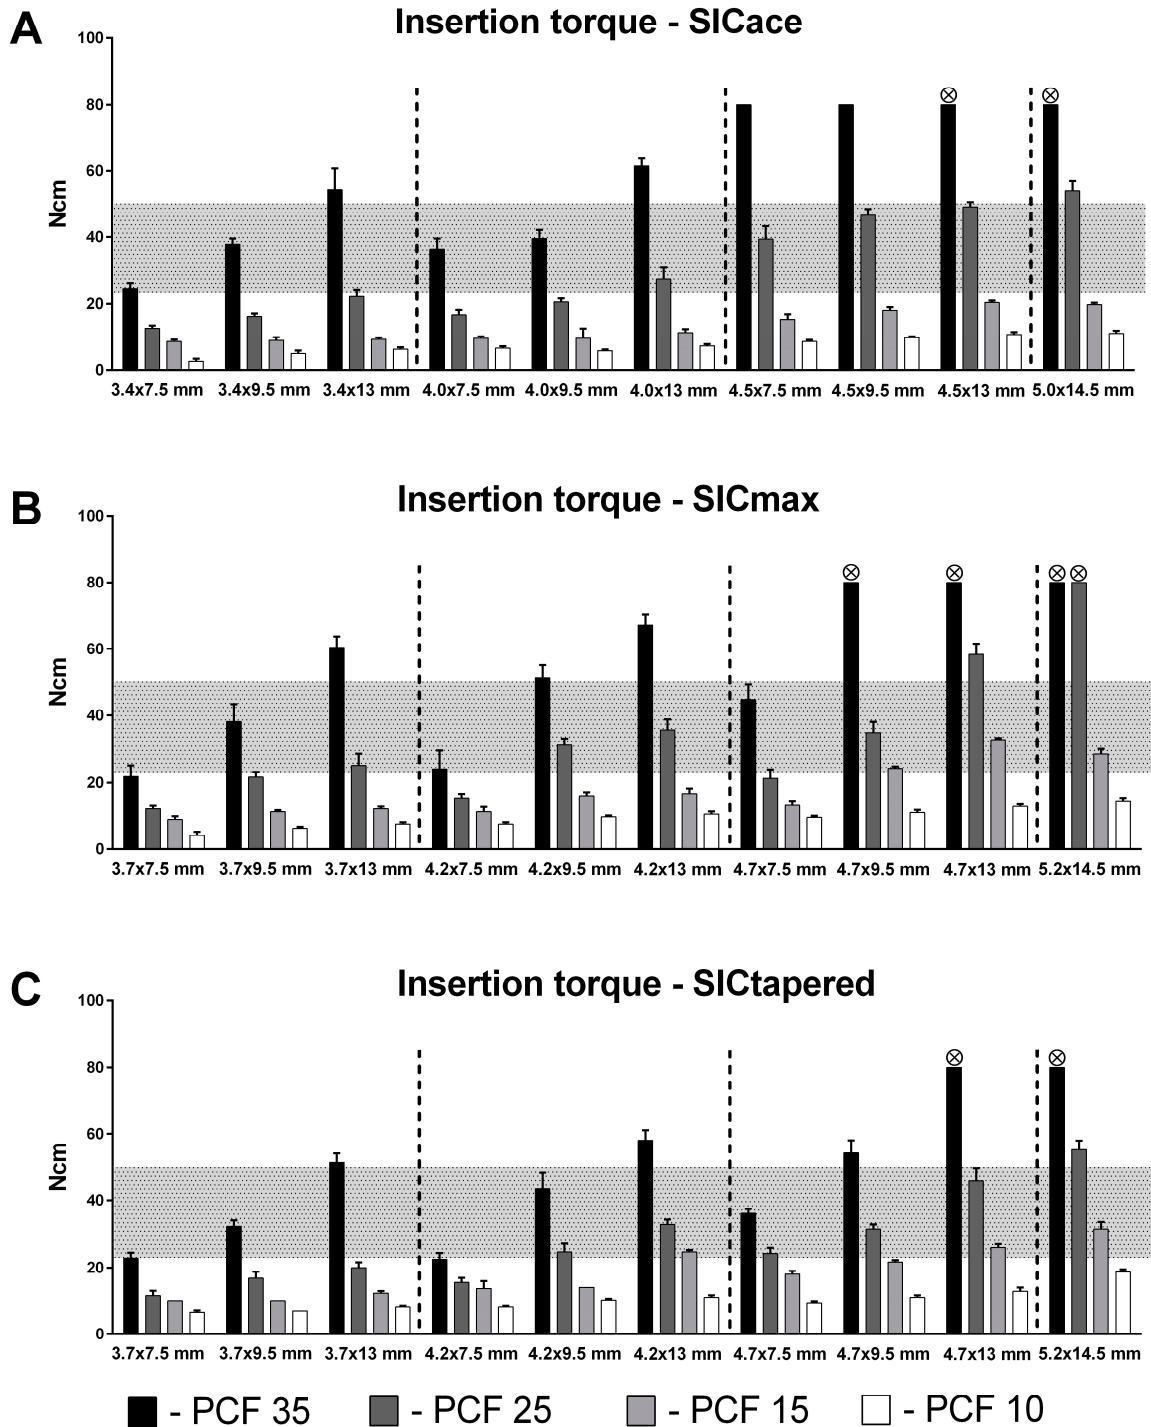 A
Insertion torque - SICace
100
80
60
40
20
0
Ncm
3.4x7.5 mm 3.4x9.5 mm 3.4x13 mm 4.0x7.5 mm 4.0x9.5 mm 4.0x13 mm 4.5x7.5 mm 4.5x9.5 mm 4.5x13 mm 5.0x14.5 mm
B
Insertion torque - SICmax
100
80
60
40
20
0
Ncm
3.7x7.5 mm 3.7x9.5 mm 3.7x13 mm 4.2x7.5 mm 4.2x9.5 mm 4.2x13 mm 4.7x7.5 mm 4.7x9.5 mm 4.7x13 mm 5.2x14.5 mm
C
Insertion torque - SICtapered
100
80
60
40
20
0
Ncm
3.7x7.5 mm 3.7x9.5 mm 3.7x13 mm 4.2x7.5 mm 4.2x9.5 mm 4.2x13 mm 4.7x7.5 mm 4.7x9.5 mm 4.7x13 mm 5.2x14.5 mm
- PCF 35 - PCF 25 - PCF 15 - PCF 10